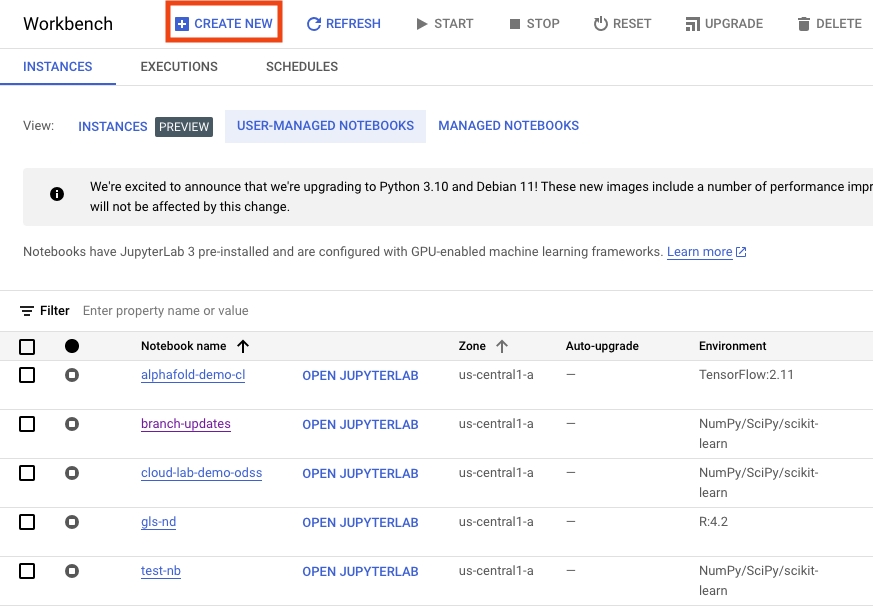 Workbench CREATE NEW REFRESH START STOP RESET UPGRADE DELETE
INSTANCES EXECUTIONS SCHEDULES
View: INSTANCES PREVIEW USER-MANAGED NOTEBOOKS MANAGED NOTEBOOKS
We're excited to announce that we're upgrading to Python 3.10 and Debian 11! These new images include a number of performance impr
will not be affected by this change.
Notebooks have JupyterLab 3 pre-installed and are configured with GPU-enabled machine learning frameworks. Learn more
Filter Enter property name or value
Notebook name Zone Auto-upgrade Environment
alphafold-demo-cl OPEN JUPYTERLAB us-central1-a — TensorFlow:2.11
branch-updates OPEN JUPYTERLAB us-central1-a — NumPy/SciPy/scikit-
learn
cloud-lab-demo-odss OPEN JUPYTERLAB us-central1-a — NumPy/SciPy/scikit-
learn
gls-nd OPEN JUPYTERLAB us-central1-a — R:4.2
test-nb OPEN JUPYTERLAB us-central1-a — NumPy/SciPy/scikit-
learn